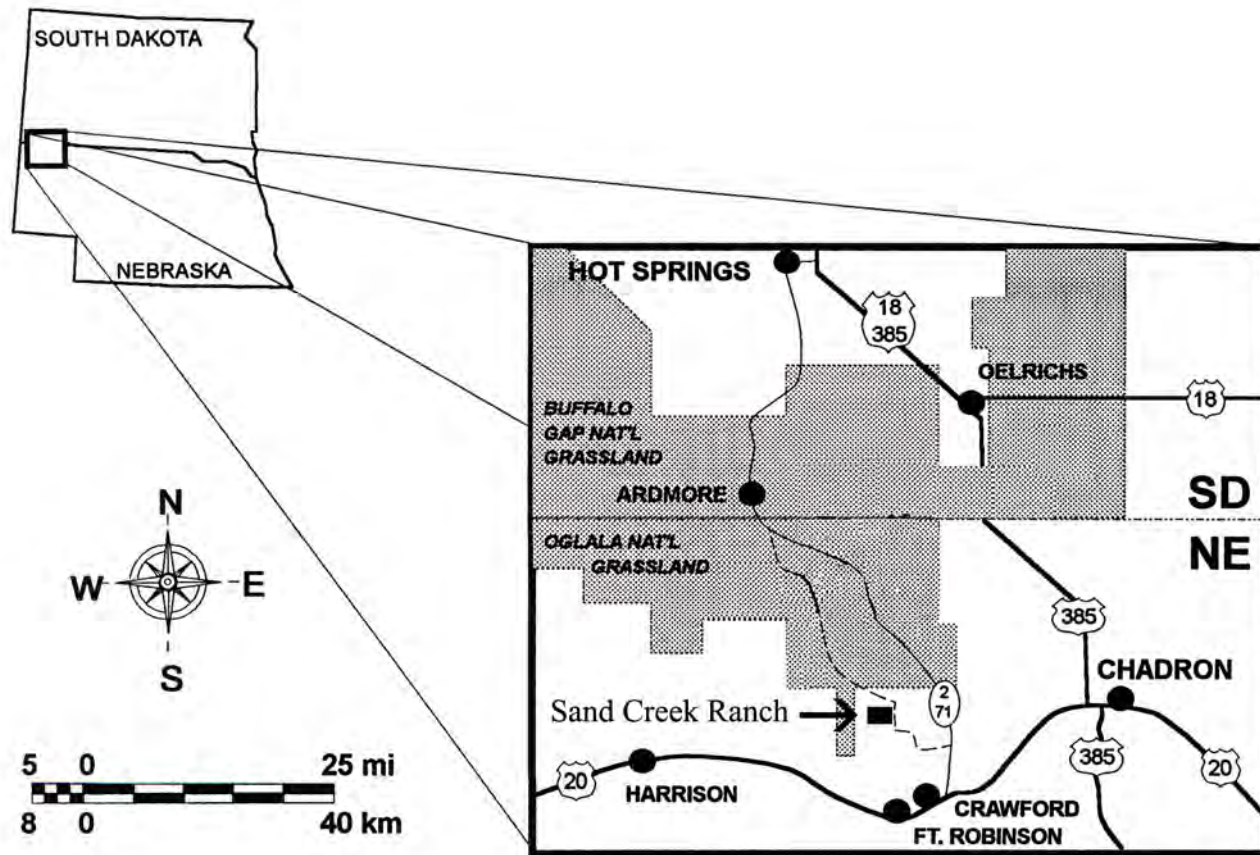 SOUTH DAKOTA
NEBRASKA
HOT SPRINGS
18
385
OELRICHS
18
BUFFALO
GAP NAT'L
GRASSLAND
ARDMORE
SD
NE
OGLALA NAT'L
GRASSLAND
N
W
E
S
385
CHADRON
2
71
Sand Creek Ranch
385
20
20
HARRISON
CRAWFORD
FT. ROBINSON
5 0 25 mi
8 0 40 km